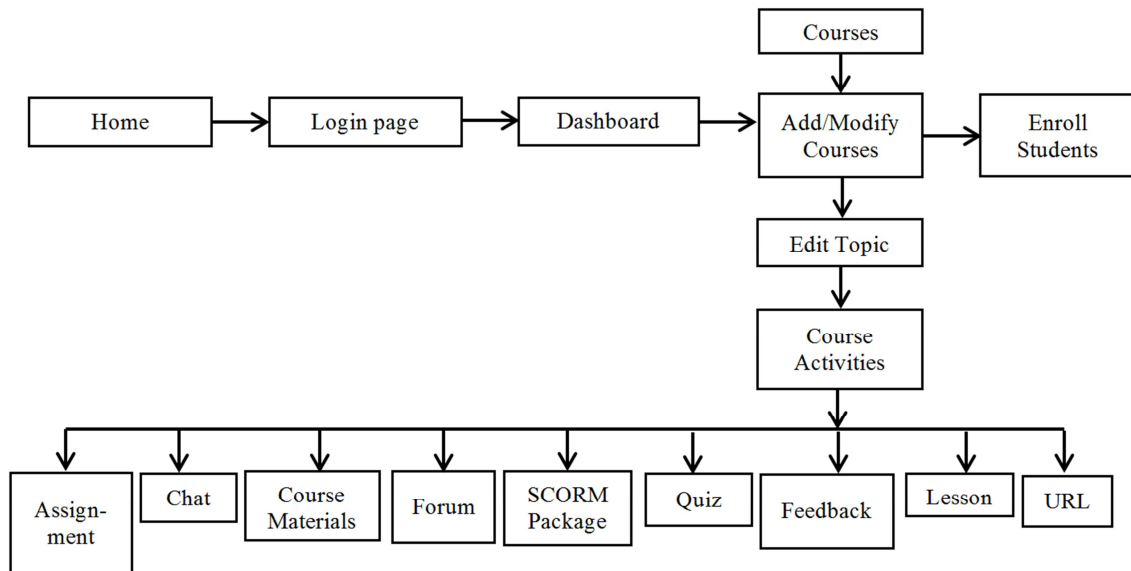 Courses
Home
Login page
Dashboard
Add/Modify
Courses
Enroll
Students
Edit Topic
Course
Activities
Assign-
ment
Chat
Course
Materials
Forum
SCORM
Package
Quiz
Feedback
Lesson
URL